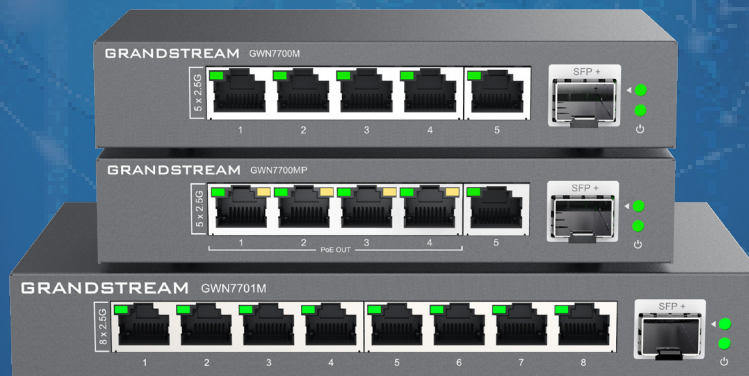 GRANDSTREAM GWN7700M
5 x 2.5G
SFP +
1 2 3 4 5
GRANDSTREAM GWN7700MP
5 x 2.5G
SFP +
1 2 3 4 5
PoE OUT
GRANDSTREAM GWN7701M
8 x 2.5G
SFP +
1 2 3 4 5 6 7 8